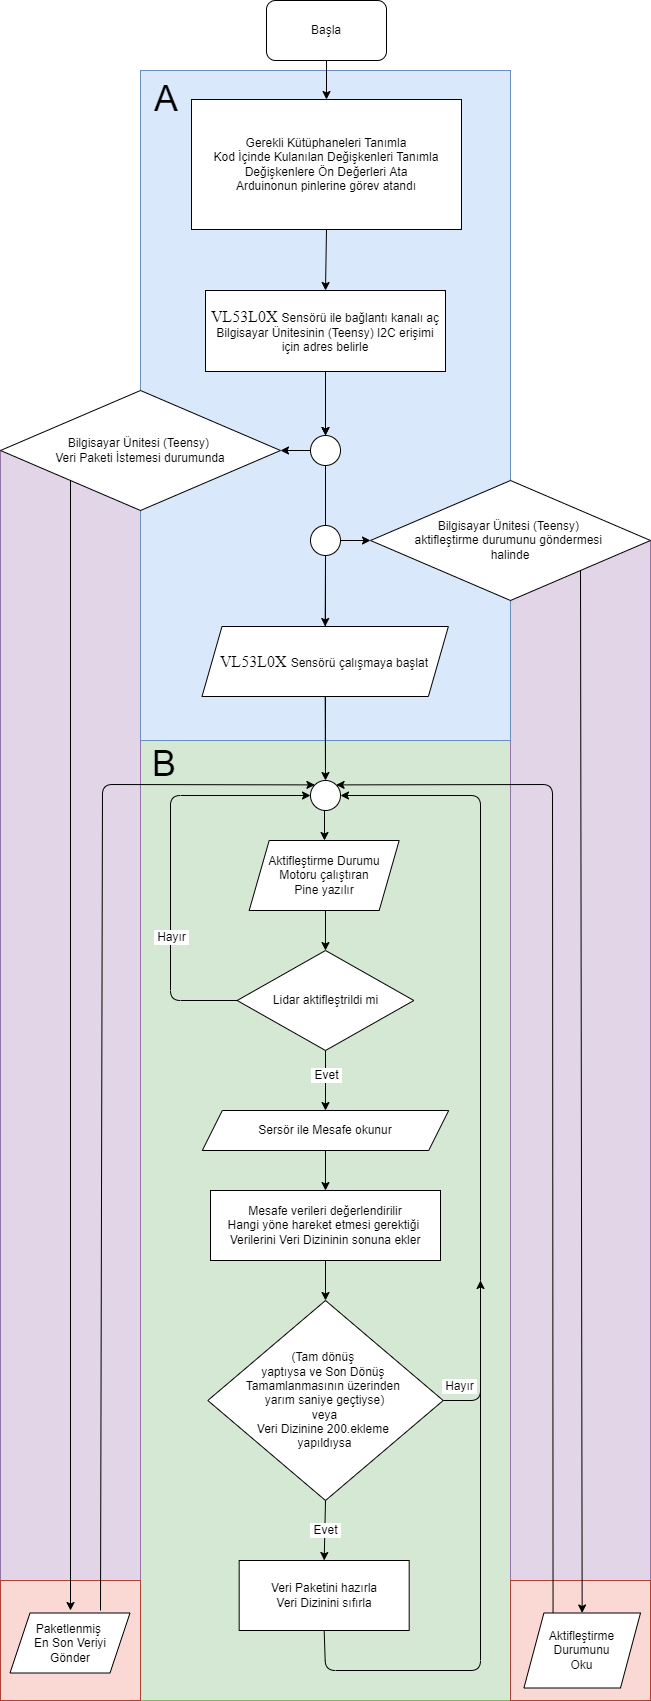 Başla
A
Gerekli Kütüphaneleri Tanımla
Kod İçinde Kulanılan Değişkenleri Tanımla
Değişkenlere Ön Değerleri Ata
Arduinonun pinlerine görev atandı
VL53L0X Sensörü ile bağlantı kanalı aç
Bilgisayar Ünitesinin (Teensy) I2C erişimi
için adres belirle
Bilgisayar Ünitesi (Teensy)
Veri Paketi İstemesi durumunda
Bilgisayar Ünitesi (Teensy)
aktifleştirme durumunu göndermesi
halinde
VL53L0X Sensörü çalışmaya başlat
B
Aktifleştirme Durumu
Motoru çalıştıran
Pine yazılır
Hayır
Lidar aktifleştrildi mi
Evet
Sersör ile Mesafe okunur
Mesafe verileri değerlendirilir
Hangi yöne hareket etmesi gerektiği
Verilerini Veri Dizininin sonuna ekler
(Tam dönüş
yaptıysa ve Son Dönüş
Tamamlanmasının üzerinden
yarım saniye geçtiyse)
veya
Veri Dizinine 200.ekleme
yapıldıysa
Hayır
Evet
Veri Paketini hazırla
Veri Dizinini sıfırla
Paketlenmiş
En Son Veriyi
Gönder
Aktifleştirme
Durumunu
Oku